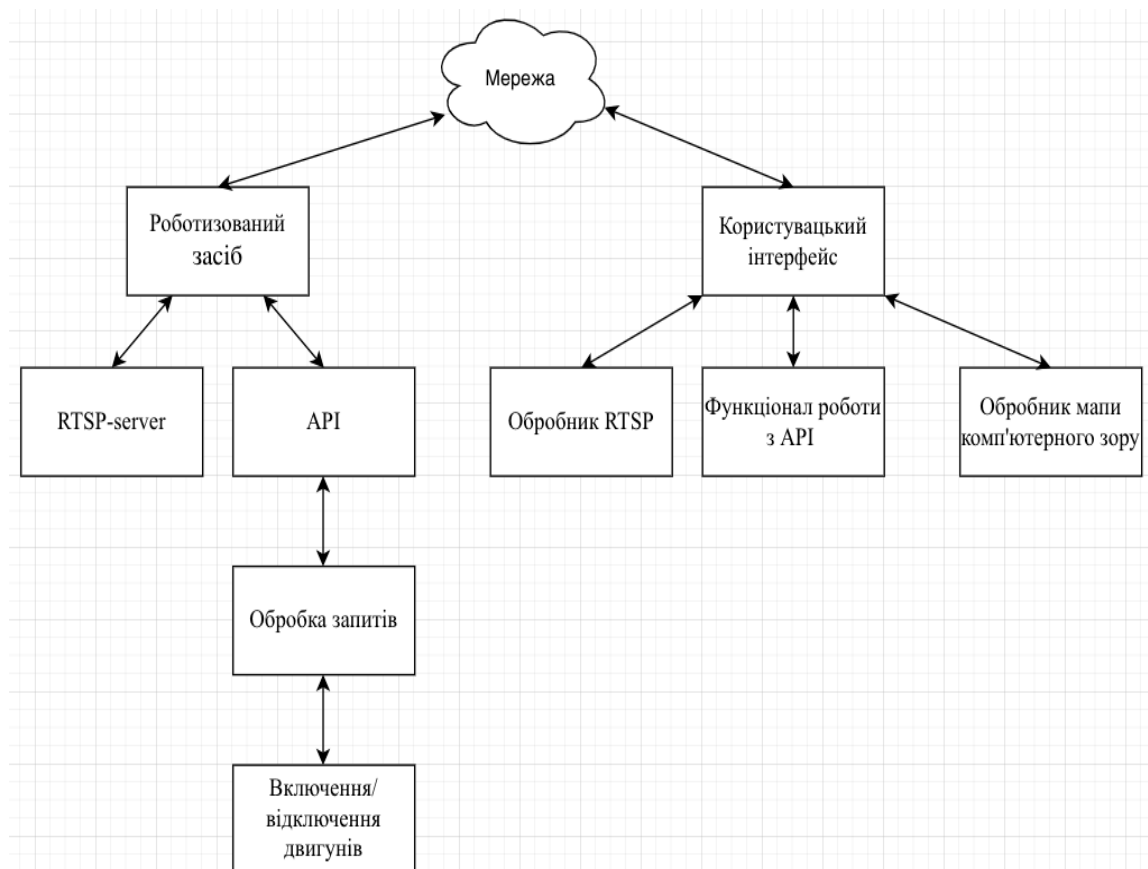 Мережа
Роботизований
засіб
Користувацький
інтерфейс
RTSP-server
API
Обробник RTSP
Функціонал роботи
з API
Обробник мапи
комп'ютерного зору
Обробка запитів
Включення/
відключення
двигунів